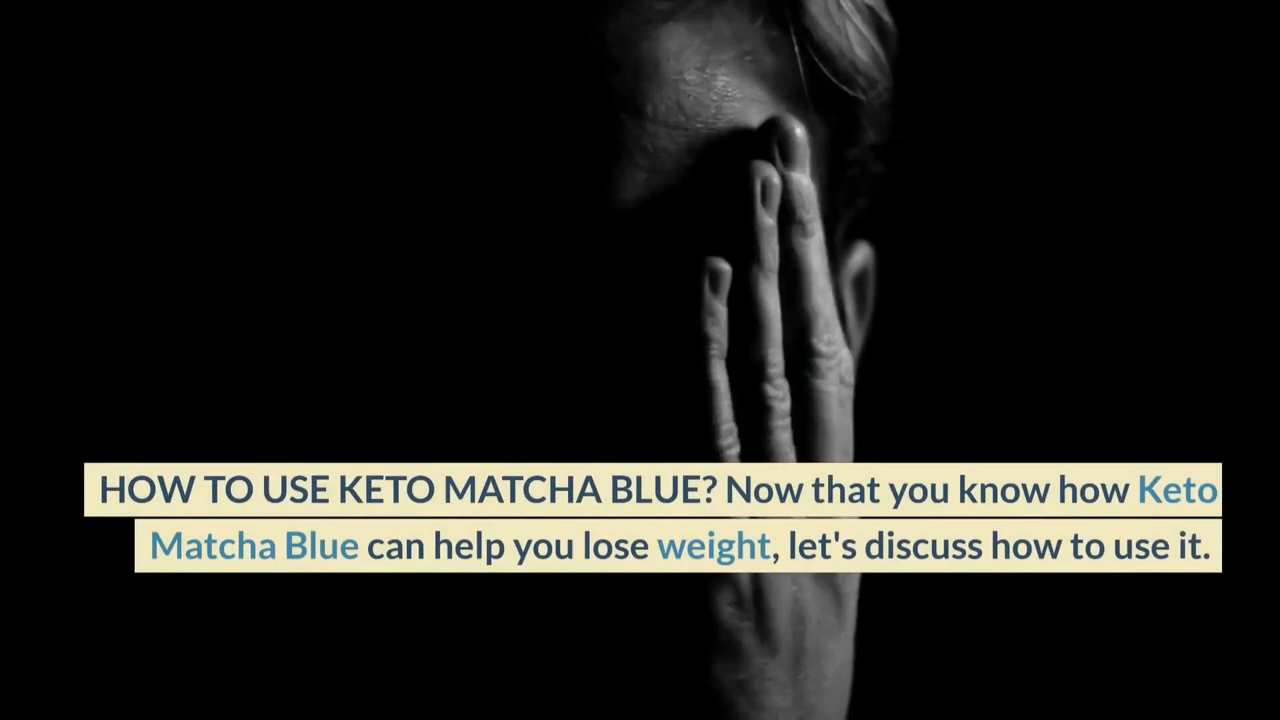 HOW TO USE KETO MATCHA BLUE? Now that you know how Keto
Matcha Blue can help you lose weight, let's discuss how to use it.